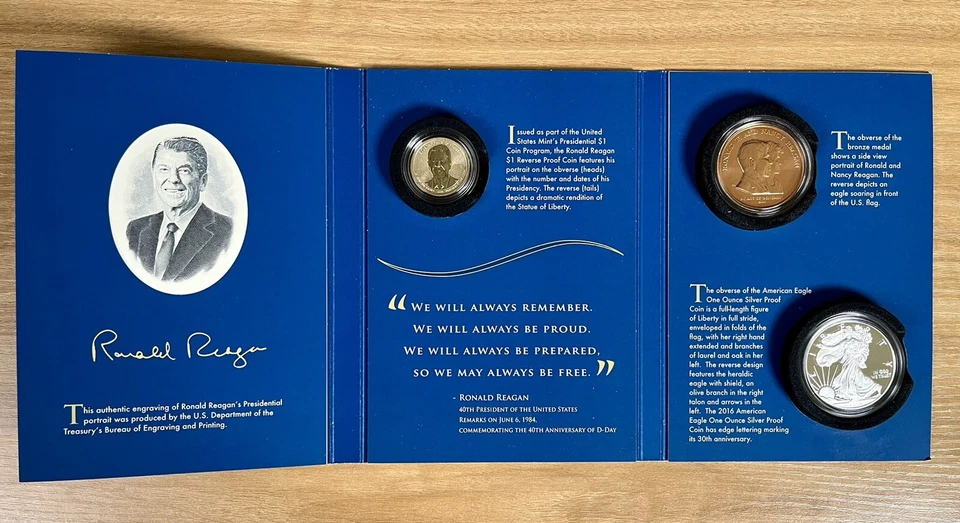 Ronald Reagan
This authentic engraving of Ronald Reagan's Presidential
portrait was produced by the U.S. Department of the
Treasury's Bureau of Engraving and Printing.
Issued as part of the United
States Mint's Presidential $1
Coin Program, the Ronald Reagan
$1 Reverse Proof Coin features his
portrait on the obverse (heads)
with the number and dates of his
Presidency. The reverse (tails)
depicts a dramatic rendition of
the Statue of Liberty.
“WE WILL ALWAYS REMEMBER.
WE WILL ALWAYS BE PROUD.
WE WILL ALWAYS BE PREPARED,
SO WE MAY ALWAYS BE FREE.”
- RONALD REAGAN
40TH PRESIDENT OF THE UNITED STATES
REMARKS ON JUNE 6, 1984,
COMMEMORATING THE 40TH ANNIVERSARY OF D-DAY
RONALD AND NANCY REAGAN
The obverse of the
bronze medal
shows a side view
portrait of Ronald and
Nancy Reagan. The
reverse depicts an
eagle soaring in front
of the U.S. flag.
The obverse of the American Eagle
One Ounce Silver Proof
Coin is a full-length figure
of Liberty in full stride,
enveloped in folds of the
flag, with her right hand
extended and branches
of laurel and oak in her
left. The reverse design
features the heraldic
eagle with shield, an
olive branch in the right
talon and arrows in the
left. The 2016 American
Eagle One Ounce Silver Proof
Coin has edge lettering marking
its 30th anniversary.